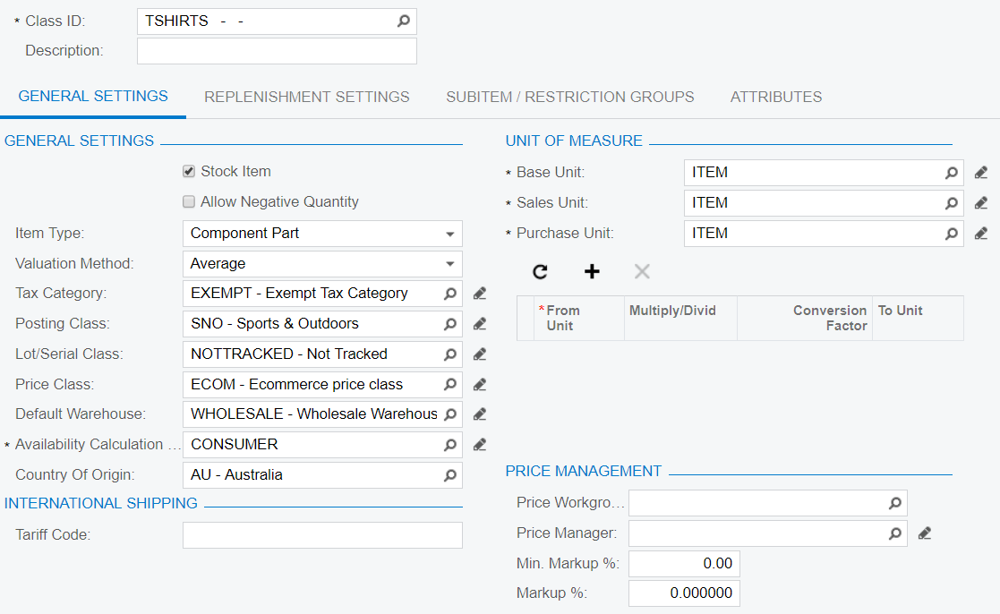 * Class ID: TSHIRTS - -
Description:
GENERAL SETTINGS REPLENISHMENT SETTINGS SUBITEM / RESTRICTION GROUPS ATTRIBUTES
GENERAL SETTINGS
Stock Item
Allow Negative Quantity
Item Type: Component Part
Valuation Method: Average
Tax Category: EXEMPT - Exempt Tax Category
Posting Class: SNO - Sports & Outdoors
Lot/Serial Class: NOTTRACKED - Not Tracked
Price Class: ECOM - Ecommerce price class
Default Warehouse: WHOLESALE - Wholesale Warehous
* Availability Calculation ... CONSUMER
Country Of Origin: AU - Australia
INTERNATIONAL SHIPPING
Tariff Code:
UNIT OF MEASURE
* Base Unit: ITEM
* Sales Unit: ITEM
* Purchase Unit: ITEM
* From Unit Multiply/Divid Conversion Factor To Unit
PRICE MANAGEMENT
Price Workgro...
Price Manager:
Min. Markup %: 0.00
Markup %: 0.000000